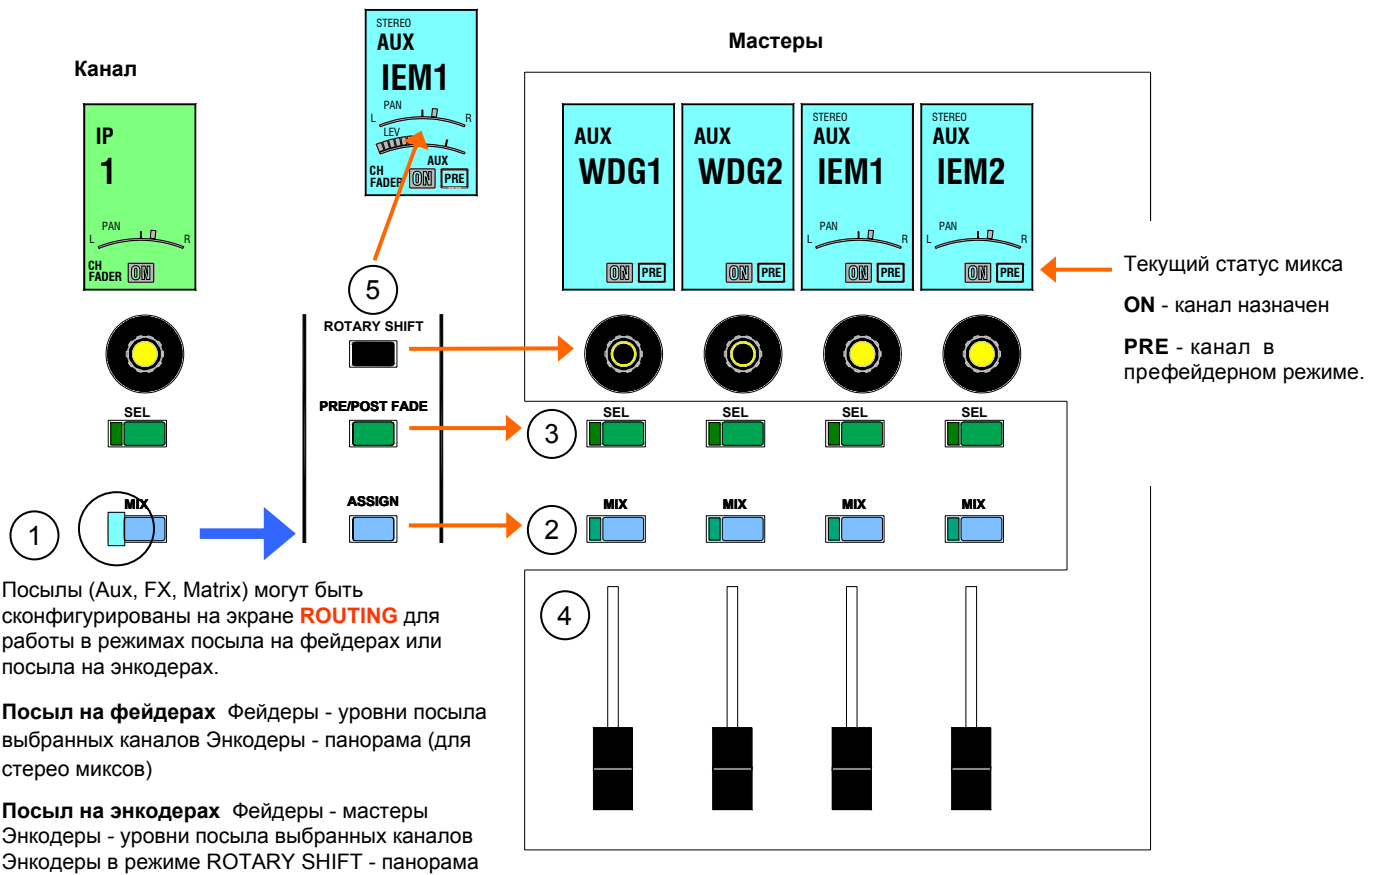 Канал
IP
1
PAN
L R
CH
FADER ON
SEL
MIX
1
STEREO
AUX
IEM1
PAN
L R
LEV
AUX
CH
FADER ON PRE
5
ROTARY SHIFT
PRE/POST FADE
ASSIGN
Мастеры
AUX
WDG1
ON PRE
AUX
WDG2
ON PRE
STEREO
AUX
IEM1
PAN
L R
ON PRE
STEREO
AUX
IEM2
PAN
L R
ON PRE
3
SEL SEL SEL SEL
2
MIX MIX MIX MIX
4
Текущий статус микса
ON - канал назначен
PRE - канал в
префейдерном режиме.
Посылы (Aux, FX, Matrix) могут быть
сконфигурированы на экране ROUTING для
работы в режимах посыла на фейдерах или
посыла на энкодерах.
Посыл на фейдерах Фейдеры - уровни посыла
выбранных каналов Энкодеры - панорама (для
стерео миксов)
Посыл на энкодерах Фейдеры - мастеры
Энкодеры - уровни посыла выбранных каналов
Энкодеры в режиме ROTARY SHIFT - панорама